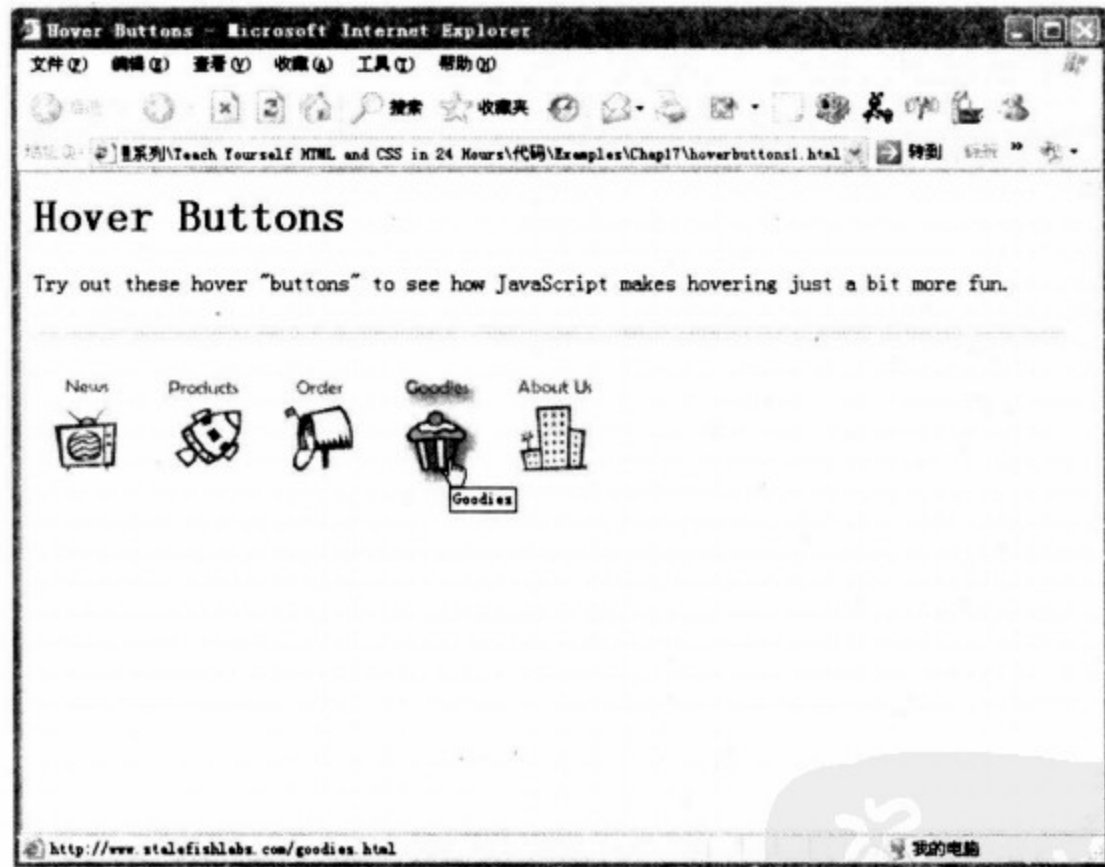 Hover Buttons - Microsoft Internet Explorer
文件(F) 编辑(E) 查看(V) 收藏(A) 工具(T) 帮助(H)
搜索 收藏夹
系列\Teach Yourself HTML and CSS in 24 Hours\代码\Examples\Chap17\hoverbuttons1.html 转到 »
Hover Buttons
Try out these hover "buttons" to see how JavaScript makes hovering just a bit more fun.
News Products Order Goodies About Us
Goodies
http://www.stalefishlabs.com/goodies.html 我的电脑